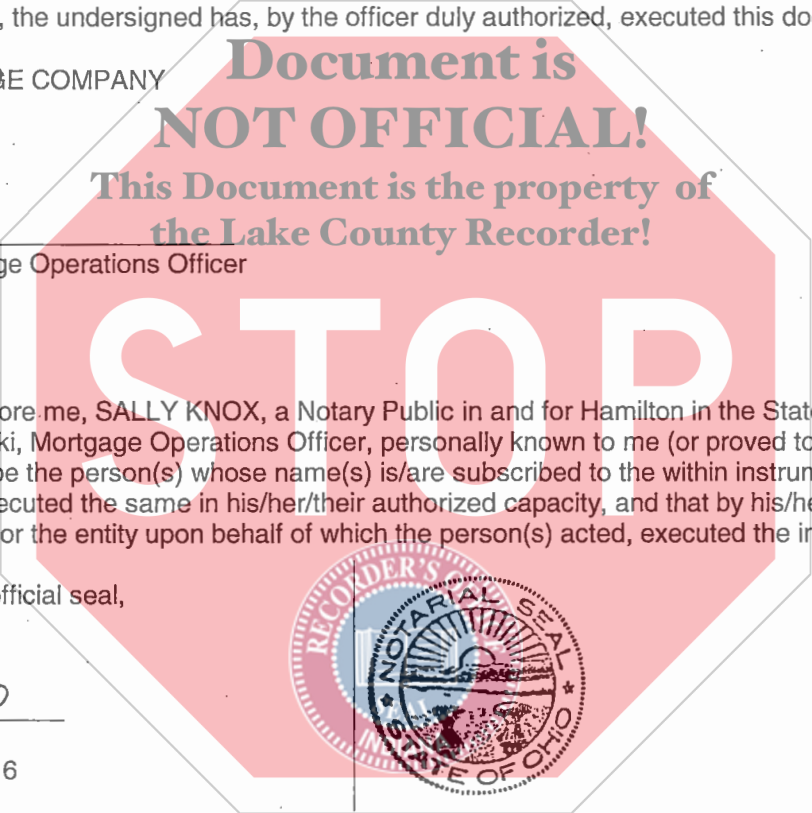 , the undersigned has, by the officer duly authorized, executed this do
Document is
GE COMPANY
NOT OFFICIAL!
This Document is the property of
the Lake County Recorder!
ge Operations Officer
STOP
ore me, SALLY KNOX, a Notary Public in and for Hamilton in the Stat
ki, Mortgage Operations Officer, personally known to me (or proved to
be the person(s) whose name(s) is/are subscribed to the within instrum
ecuted the same in his/her/their authorized capacity, and that by his/he
or the entity upon behalf of which the person(s) acted, executed the in
official seal,
RECORDER'S
SEAL
NOTARIAL SEAL
STATE OF OHIO
6